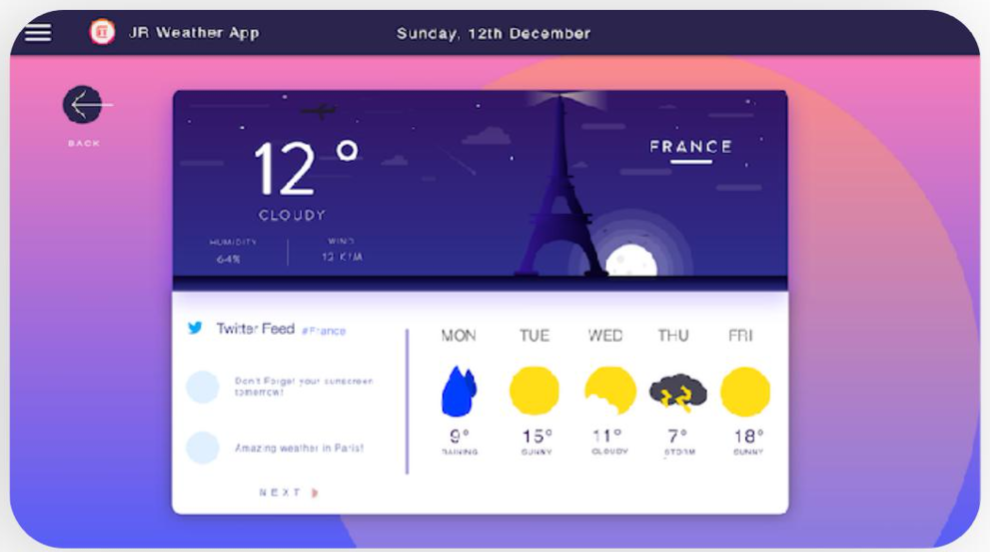 JR Weather App
Sunday, 12th December
BACK
12°
CLOUDY
HUMIDITY
64%
WIND
12 K/M
FRANCE
Twitter Feed #France
Don't Forget your sunscreen
tomorrow!
Amazing weather in Paris!
NEXT
MON TUE WED THU FRI
9° 15° 11° 7° 18°
RAINING SUNNY CLOUDY STORM SUNNY